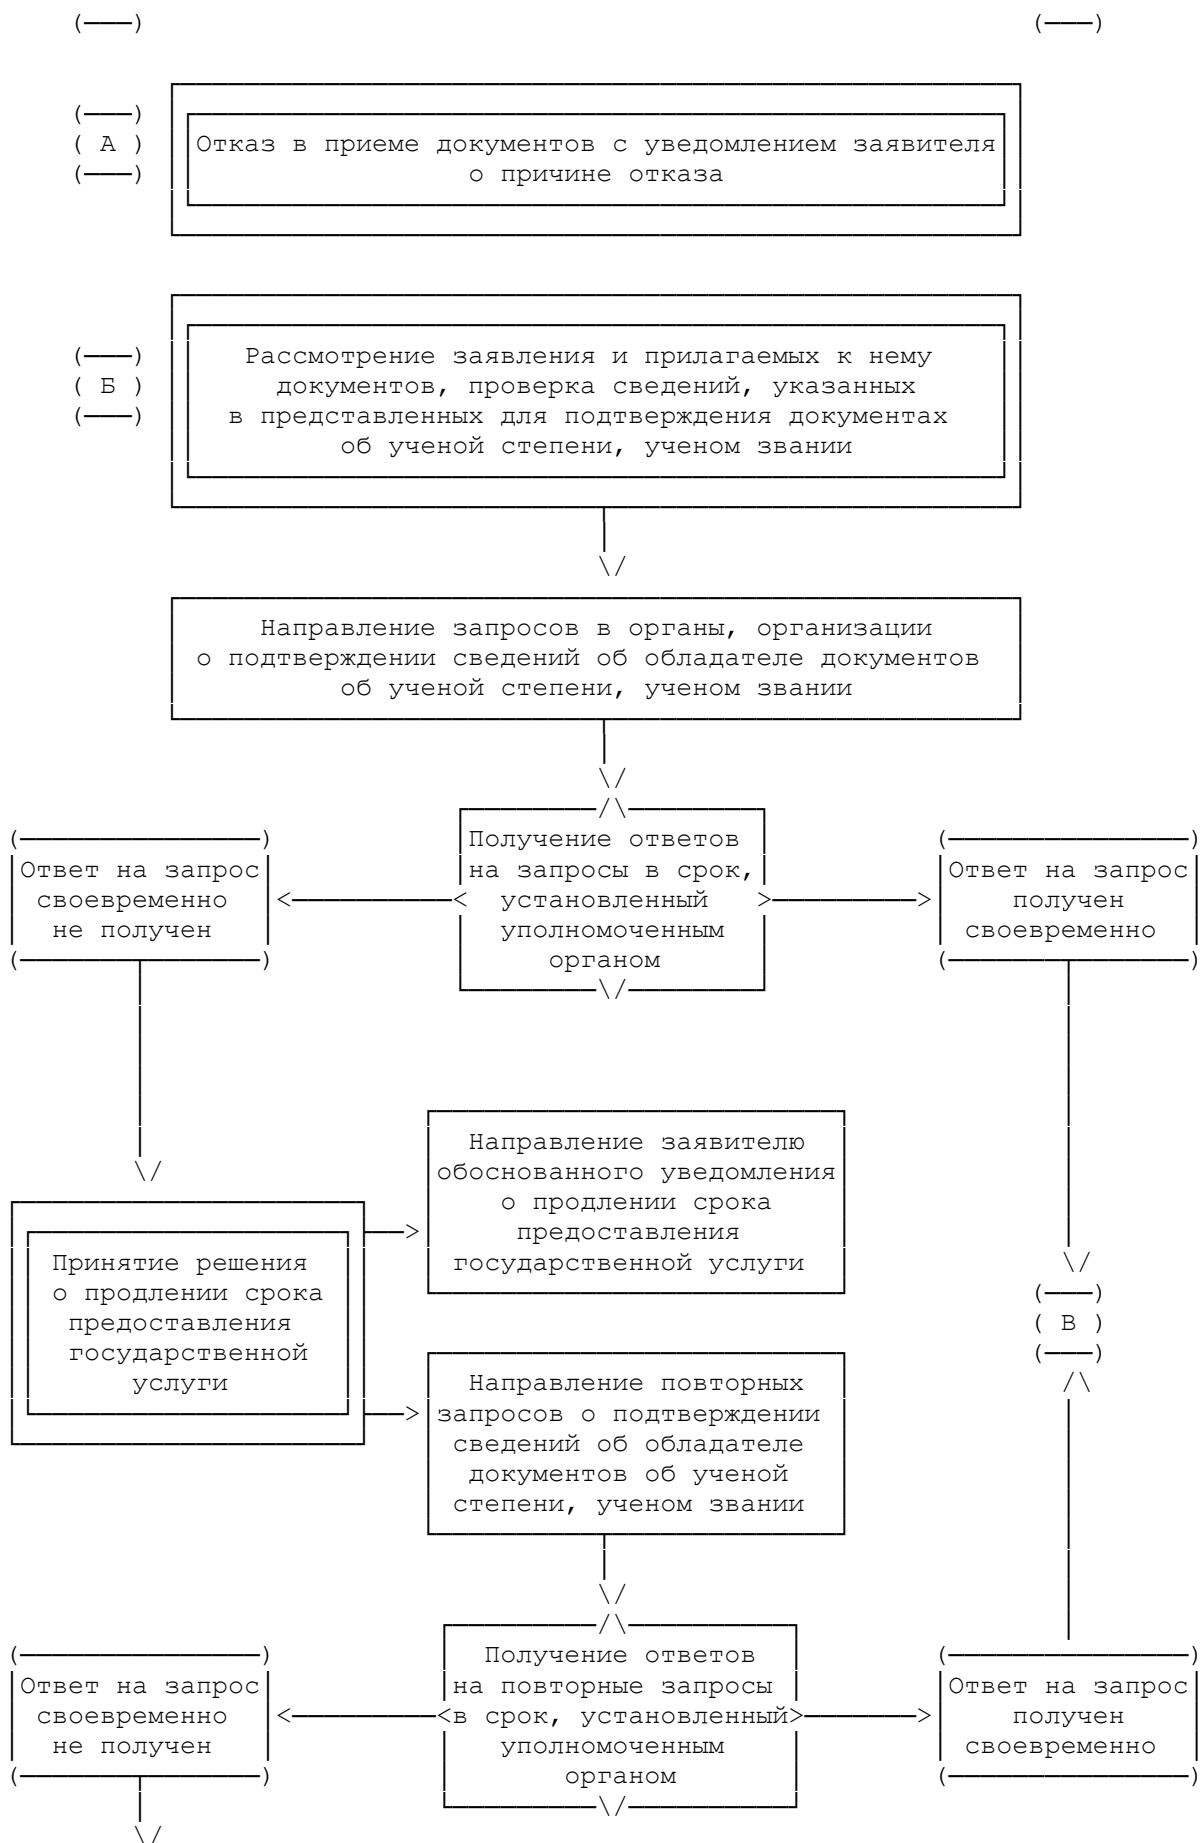 А
Отказ в приеме документов с уведомлением заявителя
о причине отказа
Б
Рассмотрение заявления и прилагаемых к нему
документов, проверка сведений, указанных
в представленных для подтверждения документах
об ученой степени, ученом звании
Направление запросов в органы, организации
о подтверждении сведений об обладателе документов
об ученой степени, ученом звании
Ответ на запрос
своевременно
не получен
Получение ответов
на запросы в срок,
установленный
уполномоченным
органом
Ответ на запрос
получен
своевременно
Направление заявителю
обоснованного уведомления
о продлении срока
предоставления
государственной услуги
Принятие решения
о продлении срока
предоставления
государственной
услуги
В
Направление повторных
запросов о подтверждении
сведений об обладателе
документов об ученой
степени, ученом звании
Ответ на запрос
своевременно
не получен
Получение ответов
на повторные запросы
в срок, установленный
уполномоченным
органом
Ответ на запрос
получен
своевременно